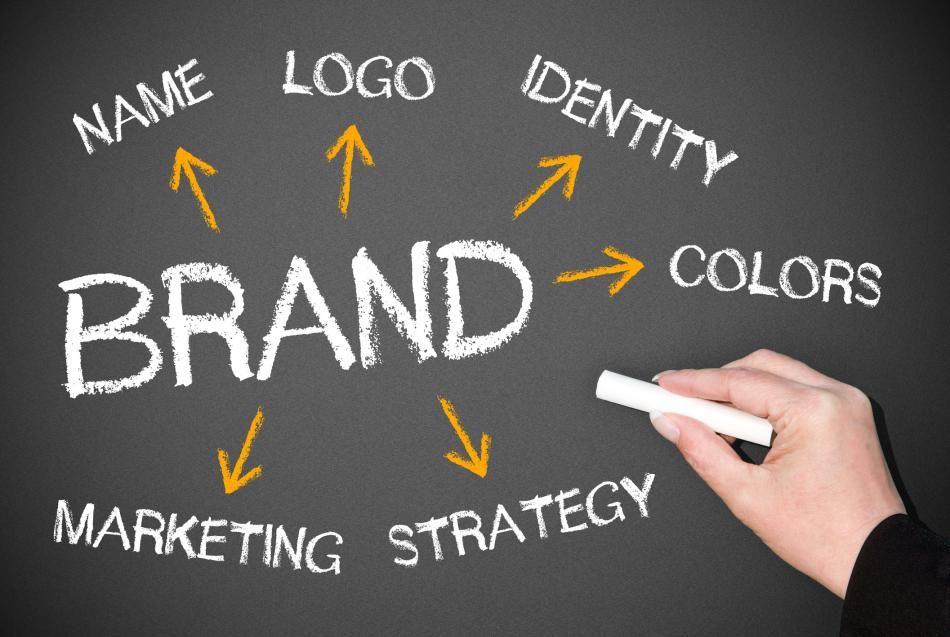 NAME
LOGO
IDENTITY
BRAND
COLORS
MARKETING
STRATEGY